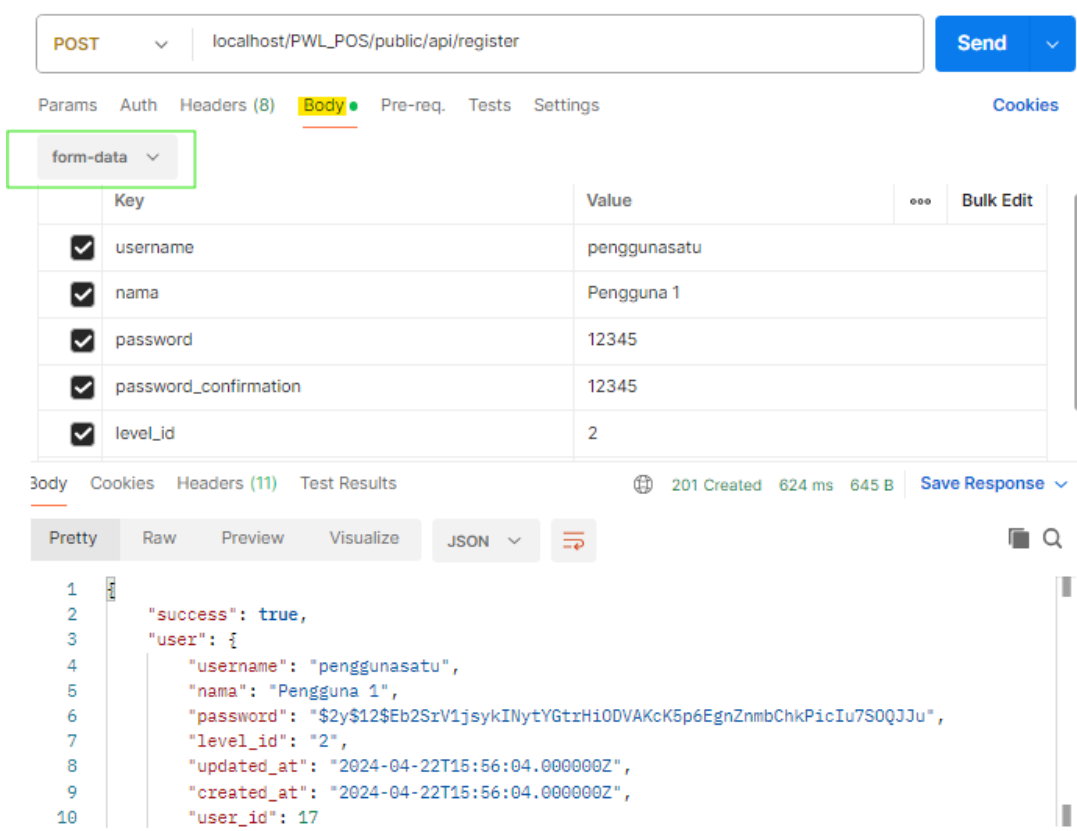 POST localhost/PWL_POS/public/api/register Send
Params Auth Headers (8) Body Pre-req. Tests Settings Cookies
form-data
Key Value ooo Bulk Edit
username penggunasatu
nama Pengguna 1
password 12345
password_confirmation 12345
level_id 2
Body Cookies Headers (11) Test Results 201 Created 624 ms 645 B Save Response
Pretty Raw Preview Visualize JSON
1 {
2 "success": true,
3 "user": {
4 "username": "penggunasatu",
5 "nama": "Pengguna 1",
6 "password": "$2y$12$Eb2SrV1jsykINytYGtrHiODVAKcK5p6EgnZnmbChkPicIu7SOQJJu",
7 "level_id": "2",
8 "updated_at": "2024-04-22T15:56:04.000000Z",
9 "created_at": "2024-04-22T15:56:04.000000Z",
10 "user_id": 17